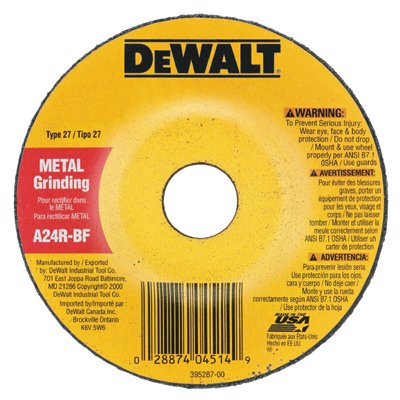 DEWALT
Type 27 / Tipo 27
METAL
Grinding
Pour rectifier dans
le METAL
Para rectificar METAL
A24R-BF
Manufactured by / Exported
by: DeWalt Industrial Tool Co.
701 East Joppa Road Baltimore,
MD 21286 Copyright© 2000
DeWalt Industrial Tool Co.
Imported by / Importé par:
DeWalt Canada Inc.
Brockville Ontario
K6V 5W6
WARNING:
To Prevent Serious Injury:
Wear eye, face & body
protection / Do not drop
/ Mount & use wheel
properly per ANSI B7.1
OSHA / Use guards
AVERTISSEMENT:
Pour éviter des blessures
graves, porter un
équipement de protection
pour les yeux, visage et
corps / Ne pas laisser
tomber / Monter et utiliser la
meule correctement selon
ANSI B7.1 OSHA / Utiliser un
carter de protection
ADVERTENCIA:
Para prevenir lesión seria:
Use protección para los ojos,
cara y cuerpo / No deje caer /
Monte y use la rueda
correctamente según ANSI B7.1 OSHA
/ Use protector de la hoja
MADE IN THE
USA
Fabriquée aux États-Unis
Hecho en EE.UU.
0 28874 04514 9
395287-00